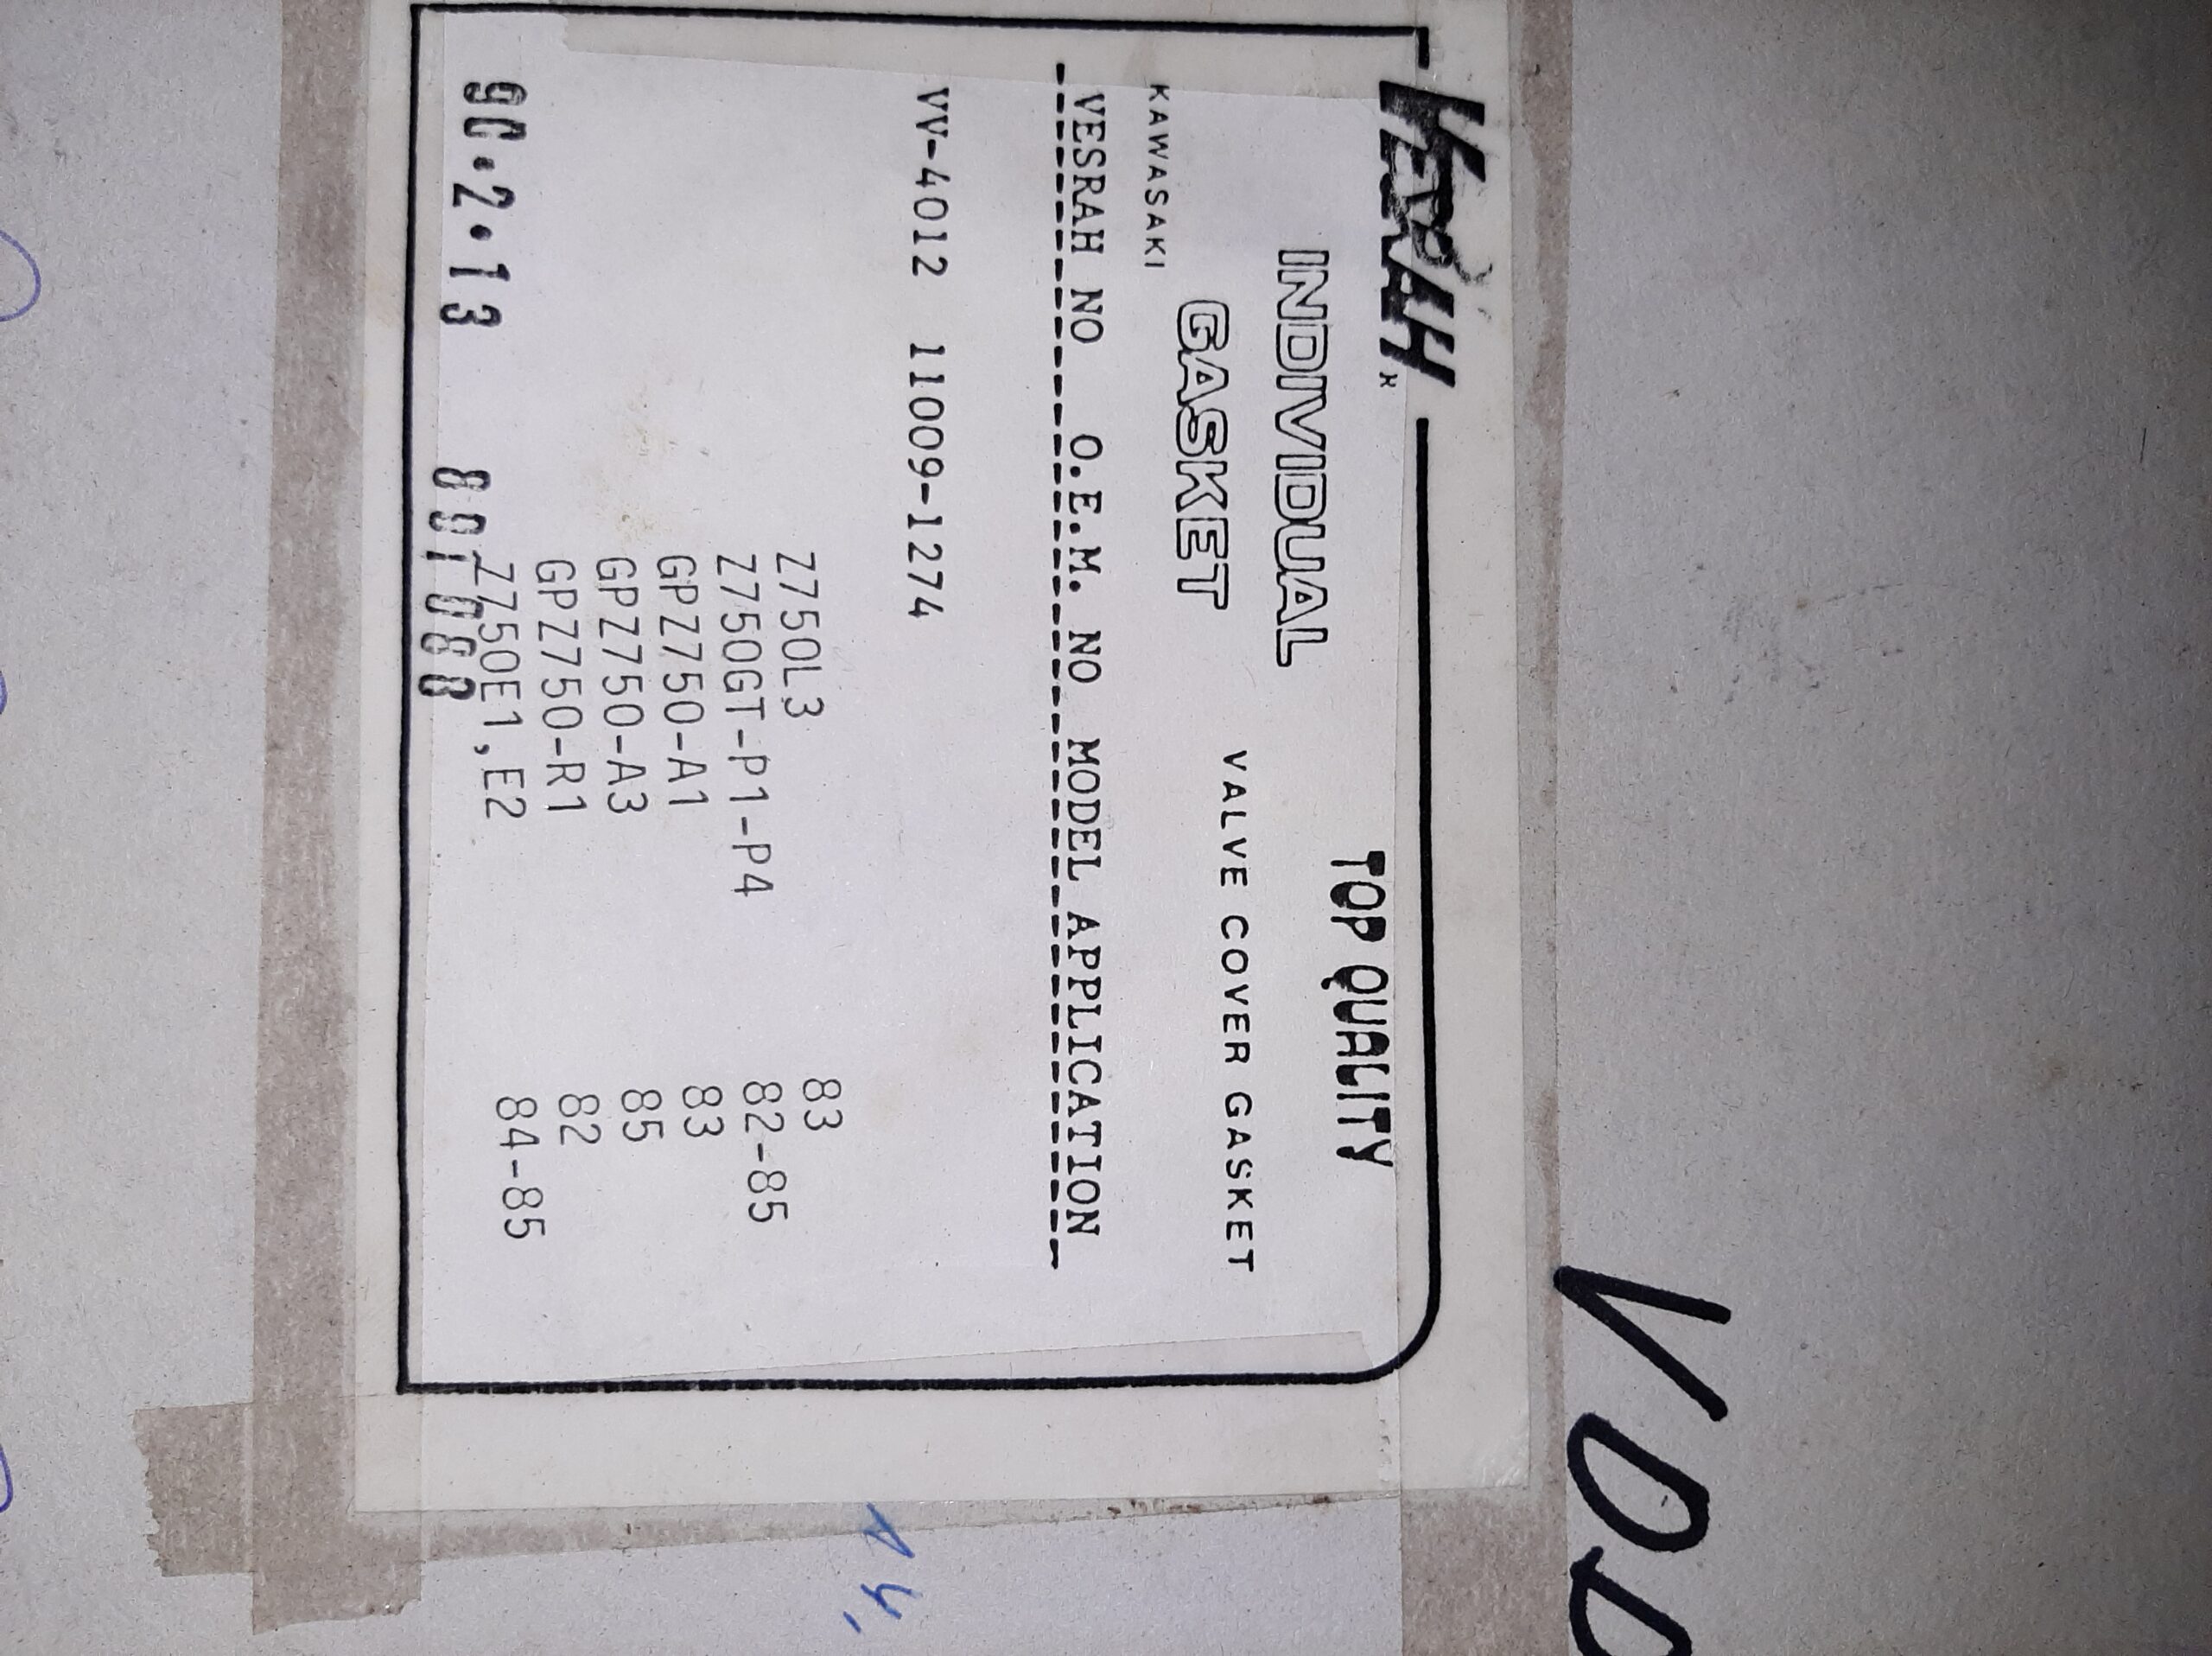 VESRAH R
TOP QUALITY
INDIVIDUAL
GASKET
VALVE COVER GASKET
KAWASAKI
VESRAH NO O.E.M. NO MODEL APPLICATION
VV-4012 11009-1274
Z750L3 83
Z750GT-P1-P4 82-85
GPZ750-A1 83
GPZ750-A3 85
GPZ750-R1 82
Z750E1,E2 84-85
90.2.13